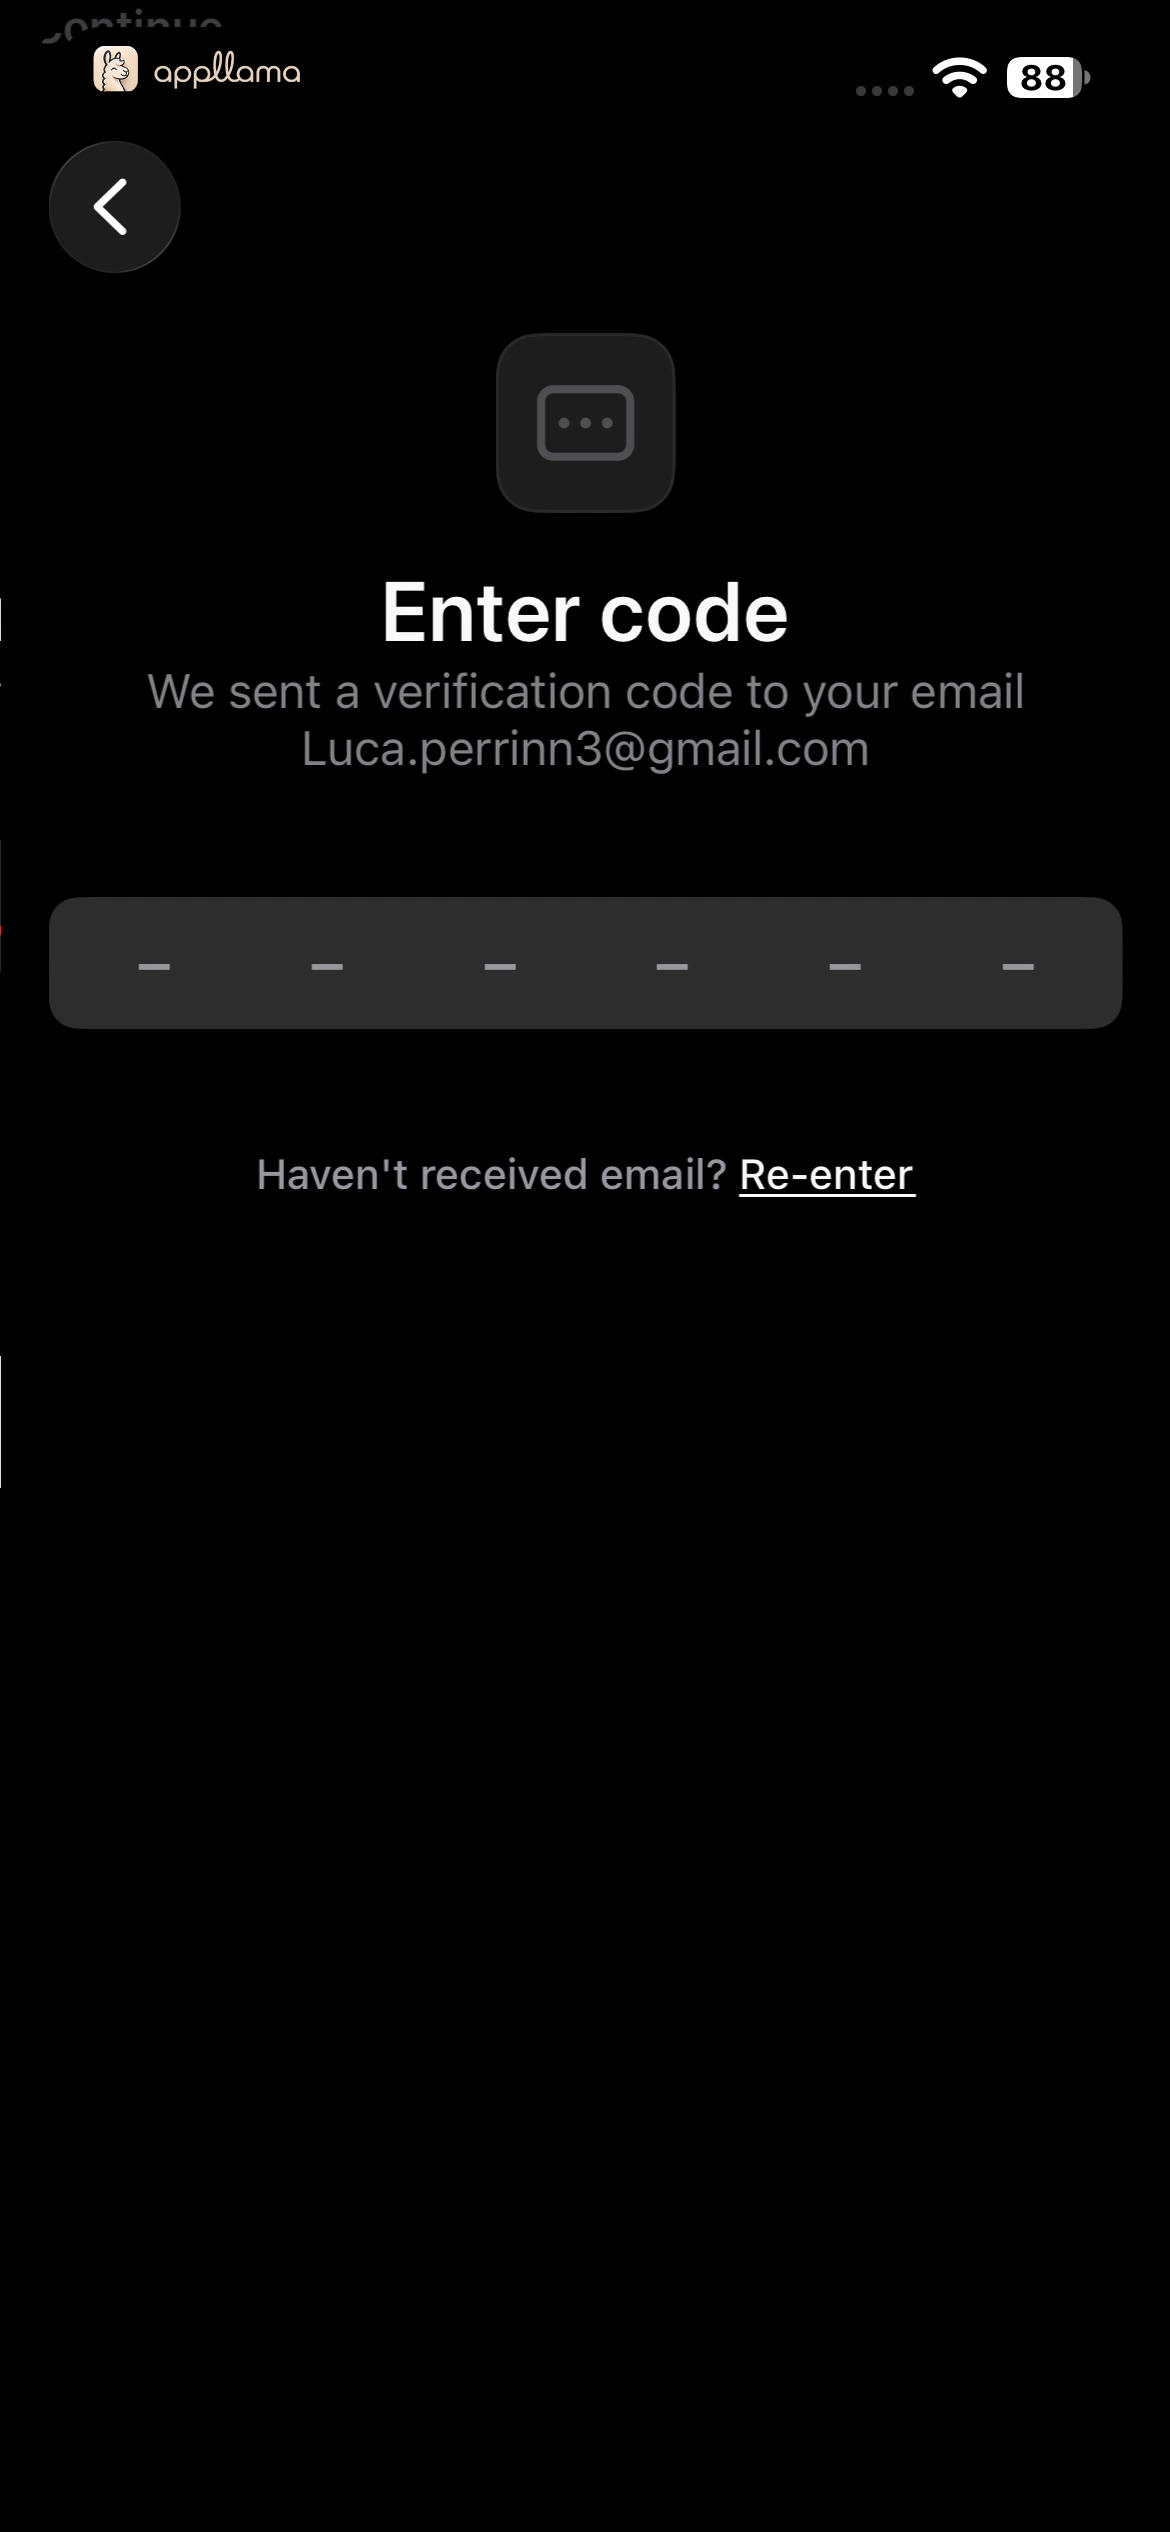 Continue
appllama
88
Enter code
We sent a verification code to your email
Luca.perrinn3@gmail.com
Haven't received email? Re-enter